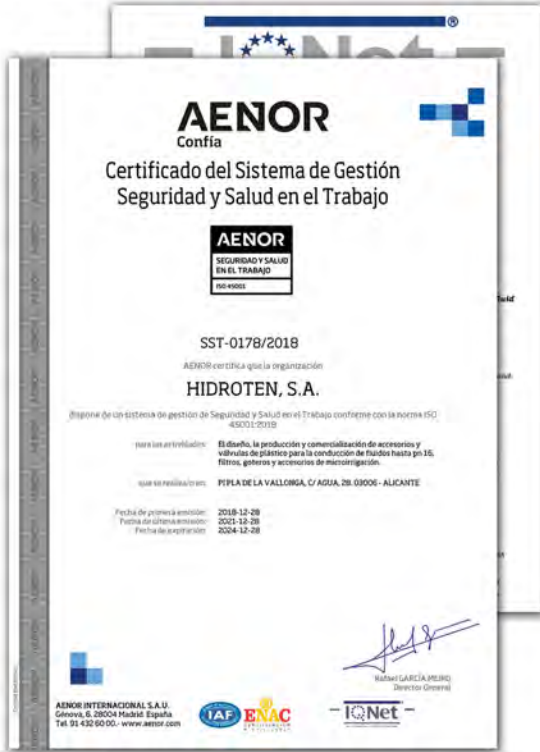 IQNet
®
AENOR
Confía
Certificado del Sistema de Gestión
Seguridad y Salud en el Trabajo
AENOR
SEGURIDAD Y SALUD
EN EL TRABAJO
ISO 45001
SST-0178/2018
AENOR certifica que la organización
HIDROTEN, S.A.
dispone de un sistema de gestión de Seguridad y Salud en el Trabajo conforme con la norma ISO
45001:2018
para las actividades: El diseño, la producción y comercialización de accesorios y
válvulas de plástico para la conducción de fluidos hasta pn 16,
filtros, goteros y accesorios de microirrigación.
que se realiza/n en: PI PLA DE LA VALLONGA, C/ AGUA, 28. 03006 - ALICANTE
Fecha de primera emisión: 2018-12-28
Fecha de última emisión: 2021-12-28
Fecha de expiración: 2024-12-28
Rafael GARCÍA MEIRO
Director General
AENOR INTERNACIONAL S.A.U.
Génova, 6. 28004 Madrid. España
Tel. 91 432 60 00.- www.aenor.com
IAF
ENAC
IQNet